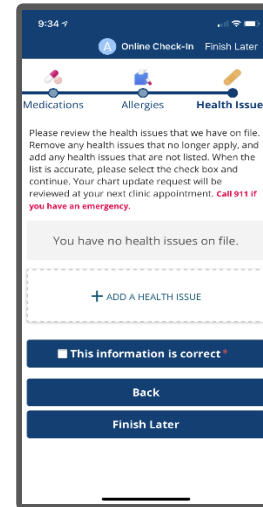 9:34
A Online Check-In Finish Later
Medications Allergies Health Issue
Please review the health issues that we have on file.
Remove any health issues that no longer apply, and
add any health issues that are not listed. When the
list is accurate, please select the check box and
continue. Your chart update request will be
reviewed at your next clinic appointment. Call 911 if
you have an emergency.
You have no health issues on file.
+ ADD A HEALTH ISSUE
This information is correct*
Back
Finish Later